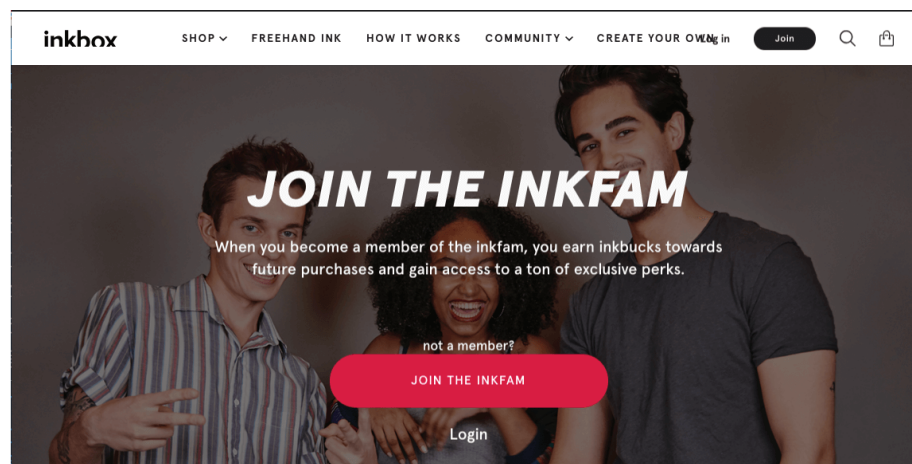 inkbox
SHOP
FREEHAND INK
HOW IT WORKS
COMMUNITY
CREATE YOUR OWN
Log in
Join
JOIN THE INKFAM
When you become a member of the inkfam, you earn inkbucks towards
future purchases and gain access to a ton of exclusive perks.
not a member?
JOIN THE INKFAM
Login